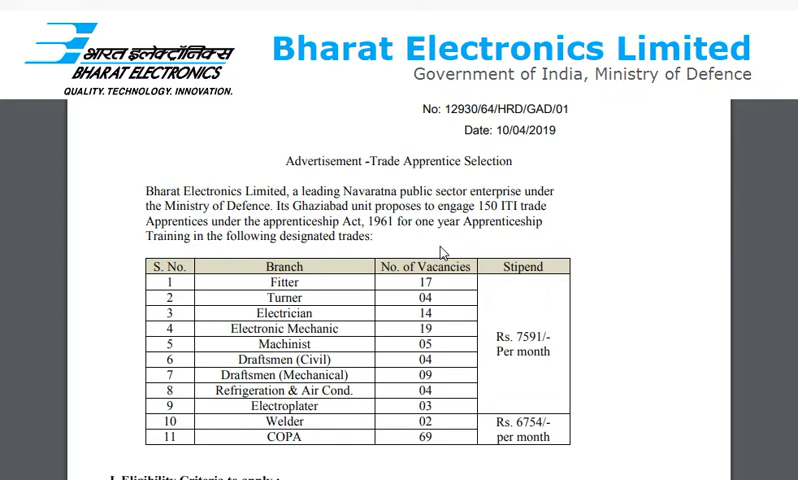 भारत इलेक्ट्रॉनिक्स
BHARAT ELECTRONICS
QUALITY. TECHNOLOGY. INNOVATION.
Bharat Electronics Limited
Government of India, Ministry of Defence
No: 12930/64/HRD/GAD/01
Date: 10/04/2019
Advertisement -Trade Apprentice Selection
Bharat Electronics Limited, a leading Navaratna public sector enterprise under
the Ministry of Defence. Its Ghaziabad unit proposes to engage 150 ITI trade
Apprentices under the apprenticeship Act, 1961 for one year Apprenticeship
Training in the following designated trades:
S. No. Branch No. of Vacancies Stipend
1 Fitter 17
2 Turner 04
3 Electrician 14
4 Electronic Mechanic 19
5 Machinist 05
6 Draftsmen (Civil) 04
7 Draftsmen (Mechanical) 09
8 Refrigeration & Air Cond. 04
9 Electroplater 03
Rs. 7591/-
Per month
10 Welder 02 Rs. 6754/-
11 COPA 69 per month
I. Eligibility Criteria to apply :